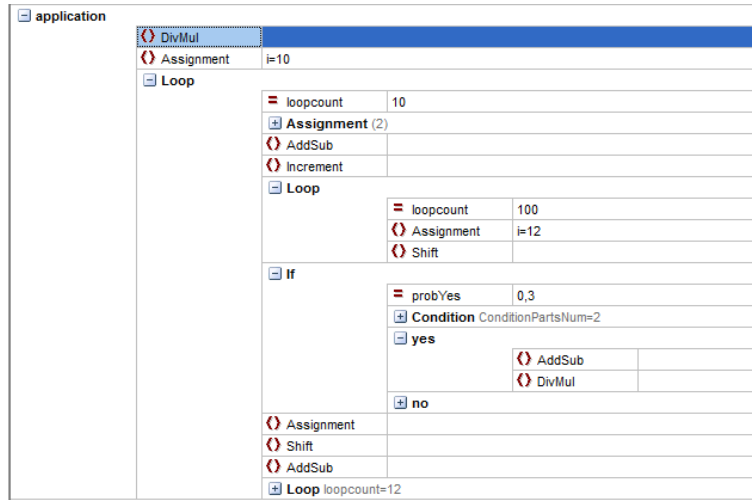 application
DivMul
Assignment i=10
Loop
= loopcount 10
Assignment (2)
AddSub
Increment
Loop
= loopcount 100
Assignment i=12
Shift
If
= probYes 0,3
Condition ConditionPartsNum=2
yes
AddSub
DivMul
no
Assignment
Shift
AddSub
Loop loopcount=12